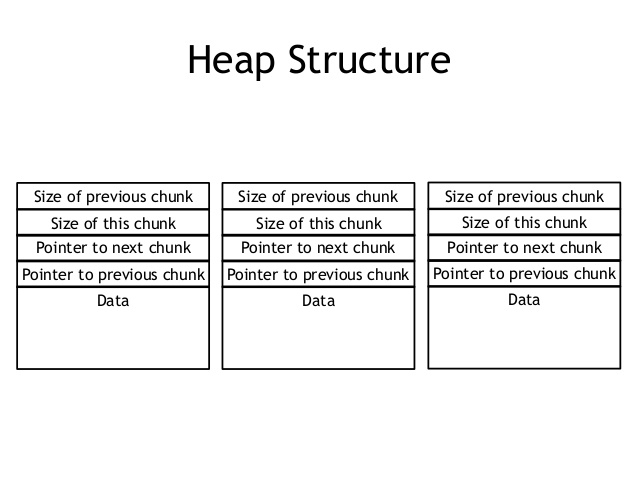 Heap Structure
Size of previous chunk
Size of this chunk
Pointer to next chunk
Pointer to previous chunk
Data
Size of previous chunk
Size of this chunk
Pointer to next chunk
Pointer to previous chunk
Data
Size of previous chunk
Size of this chunk
Pointer to next chunk
Pointer to previous chunk
Data